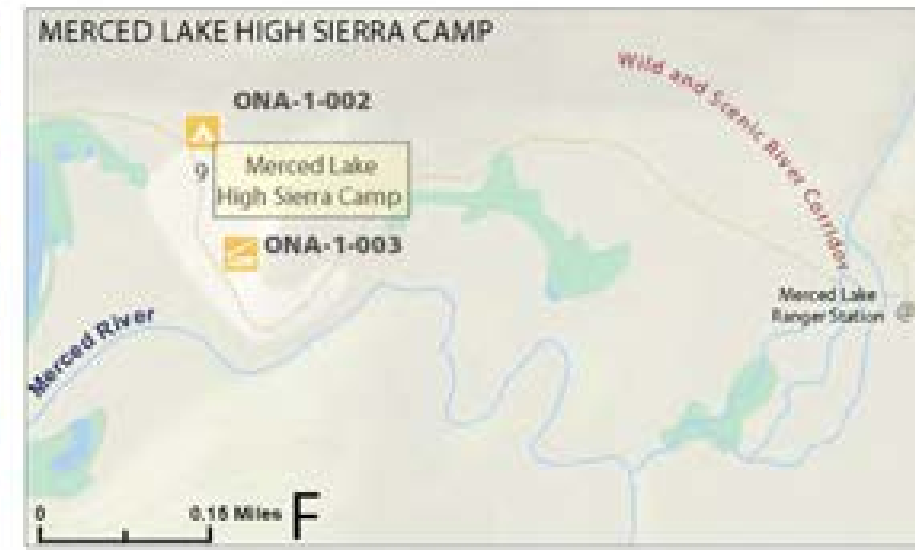 MERCED LAKE HIGH SIERRA CAMP
Wild and Scenic River Corridor
ONA-1-002
9
Merced Lake
High Sierra Camp
ONA-1-003
Merced Lake
Ranger Station
Merced River
0
0.15 Miles
F